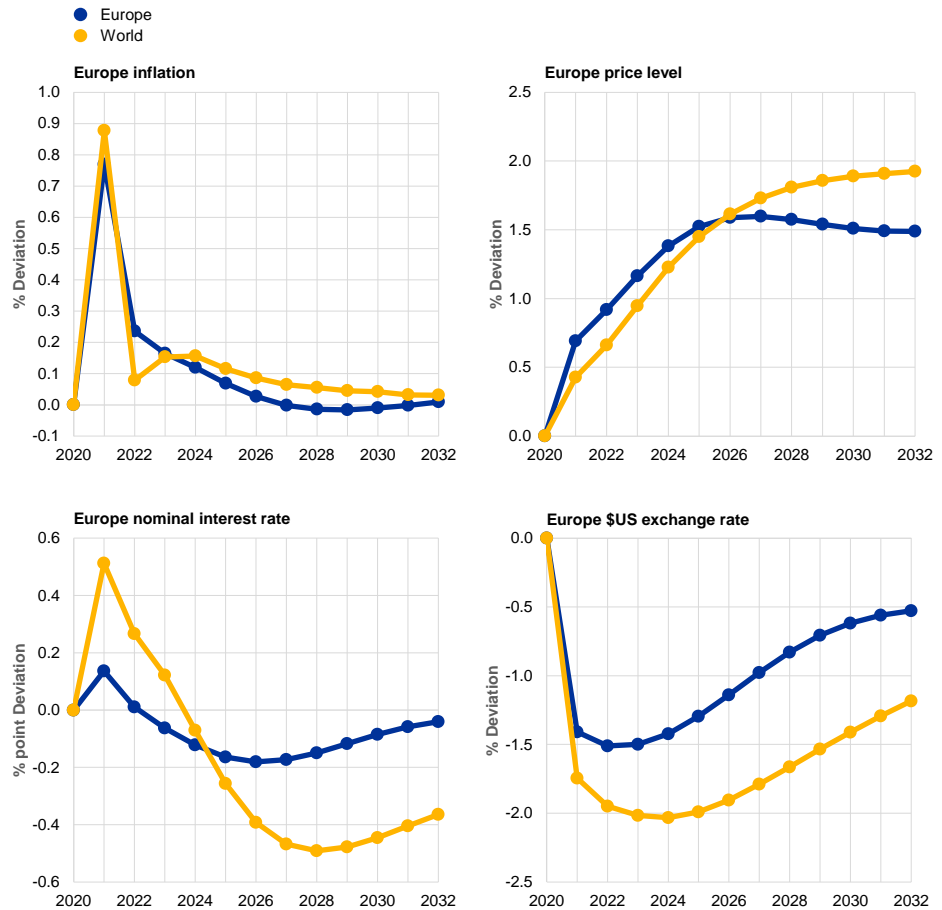 Europe
World
Europe inflation
% Deviation
1.0
0.9
0.8
0.7
0.6
0.5
0.4
0.3
0.2
0.1
0.0
-0.1
2020 2022 2024 2026 2028 2030 2032
Europe price level
% Deviation
2.5
2.0
1.5
1.0
0.5
0.0
2020 2022 2024 2026 2028 2030 2032
Europe nominal interest rate
% point Deviation
0.6
0.4
0.2
0.0
-0.2
-0.4
-0.6
2020 2022 2024 2026 2028 2030 2032
Europe $US exchange rate
% Deviation
0.0
-0.5
-1.0
-1.5
-2.0
-2.5
2020 2022 2024 2026 2028 2030 2032